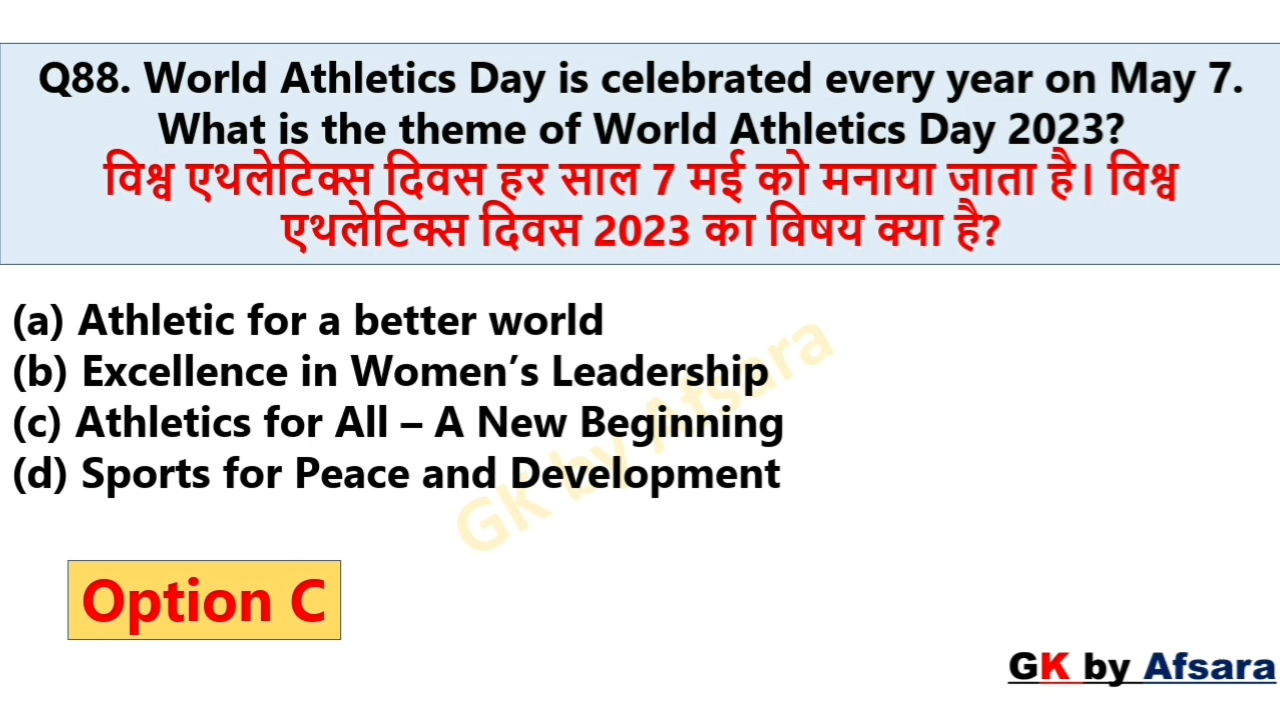 Q88. World Athletics Day is celebrated every year on May 7.
What is the theme of World Athletics Day 2023?
विश्व एथलेटिक्स दिवस हर साल 7 मई को मनाया जाता है। विश्व
एथलेटिक्स दिवस 2023 का विषय क्या है?
(a) Athletic for a better world
(b) Excellence in Women’s Leadership
(c) Athletics for All – A New Beginning
(d) Sports for Peace and Development
GK by Afsara
Option C
GK by Afsara